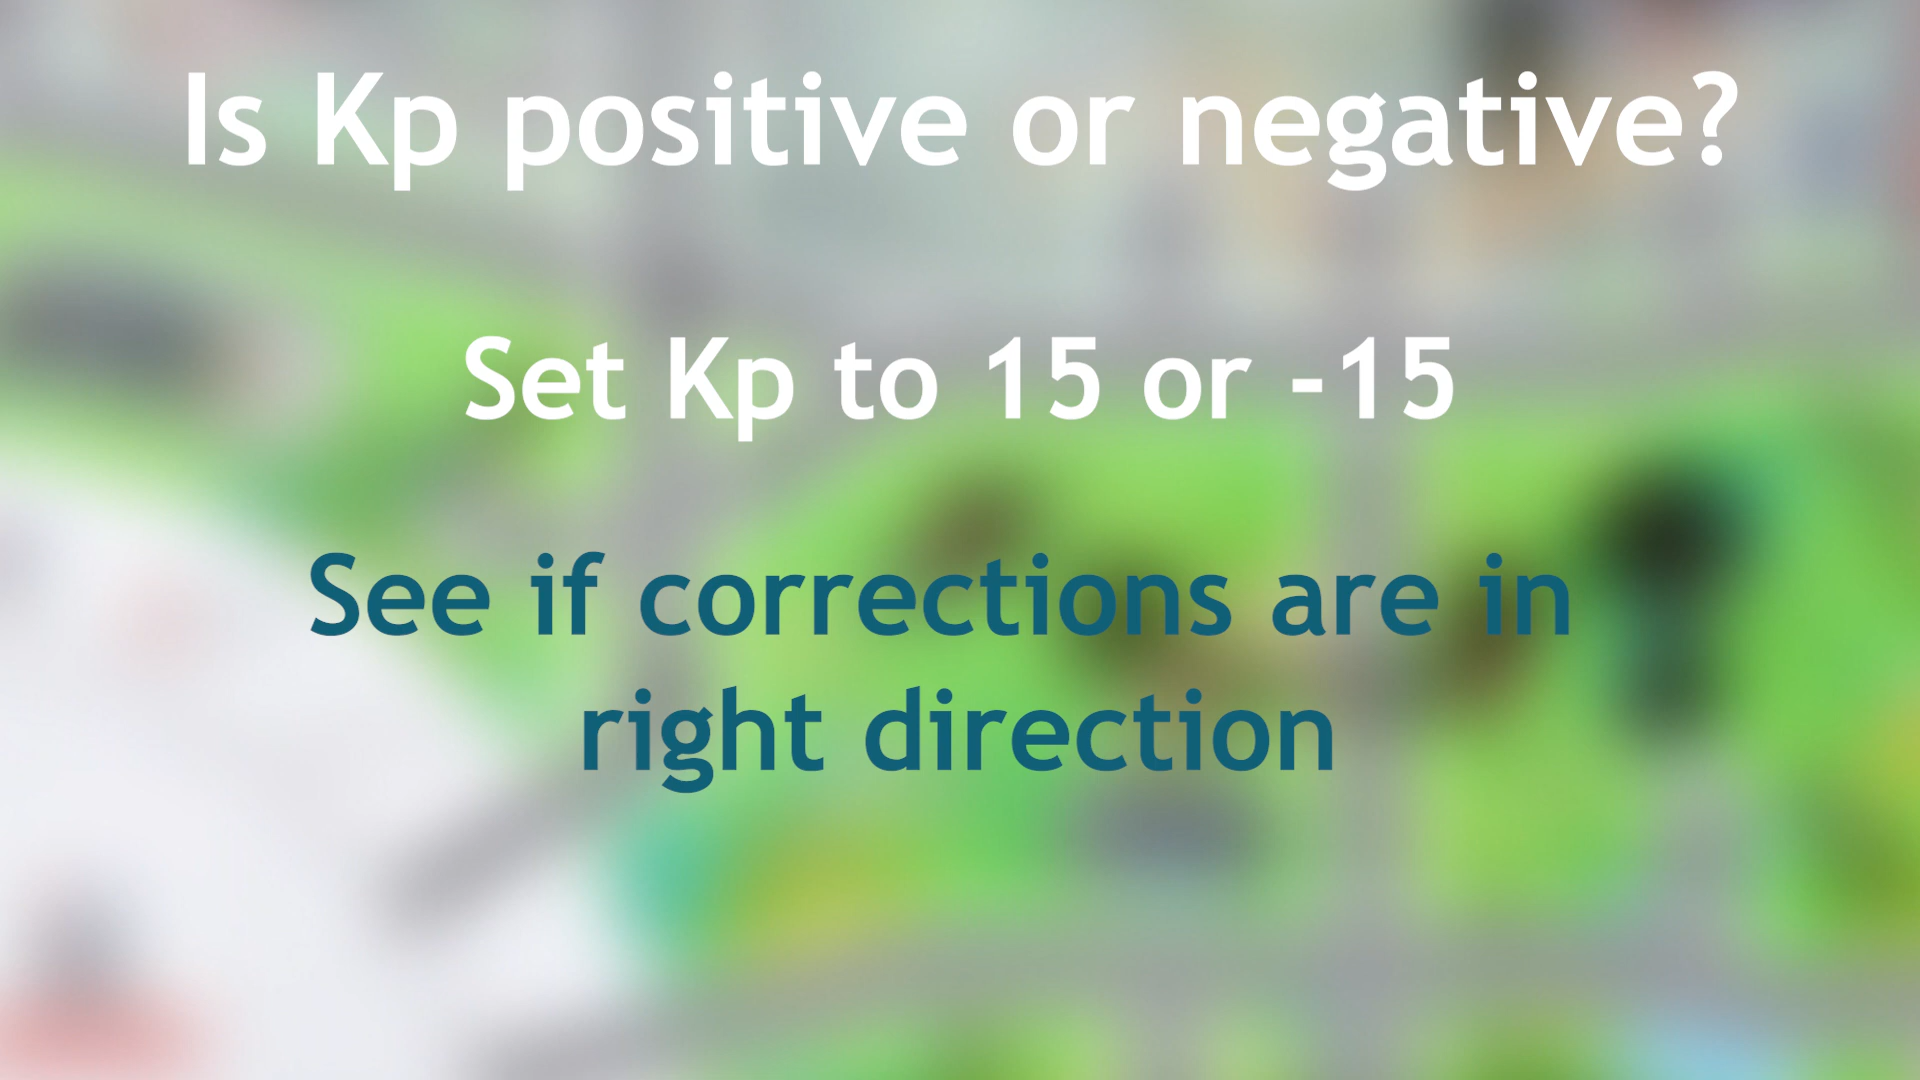 Is Kp positive or negative?
Set Kp to 15 or -15
See if corrections are in
right direction